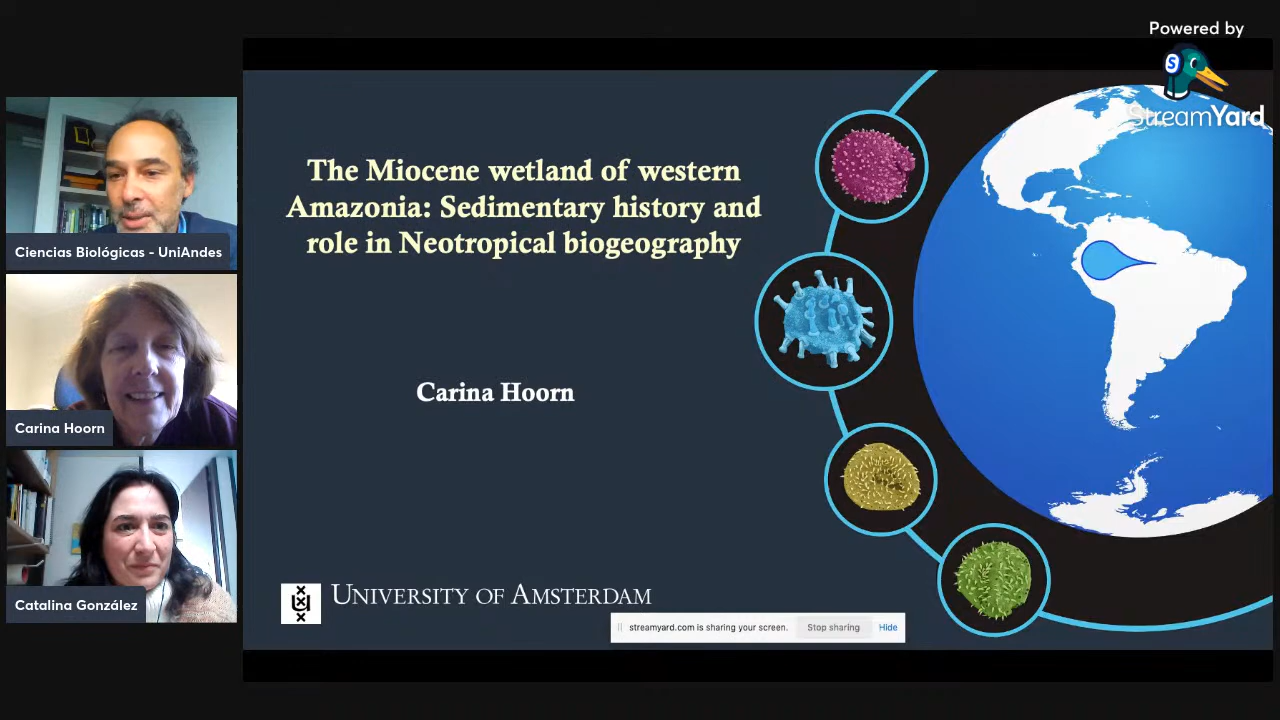 Powered by
StreamYard
Ciencias Biológicas - UniAndes
Carina Hoorn
Catalina González
The Miocene wetland of western
Amazonia: Sedimentary history and
role in Neotropical biogeography
Carina Hoorn
UNIVERSITY OF AMSTERDAM
streamyard.com is sharing your screen.
Stop sharing
Hide